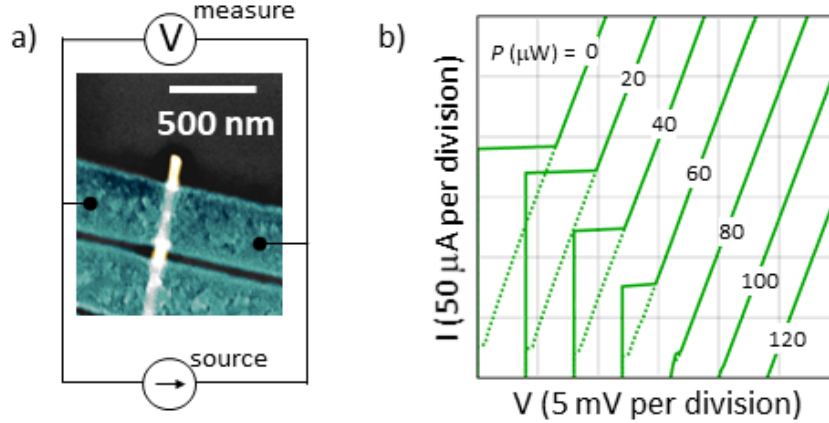 a)
V
measure
500 nm
source
b)
P (μW) = 0
20
40
60
80
100
120
I (50 μA per division)
V (5 mV per division)